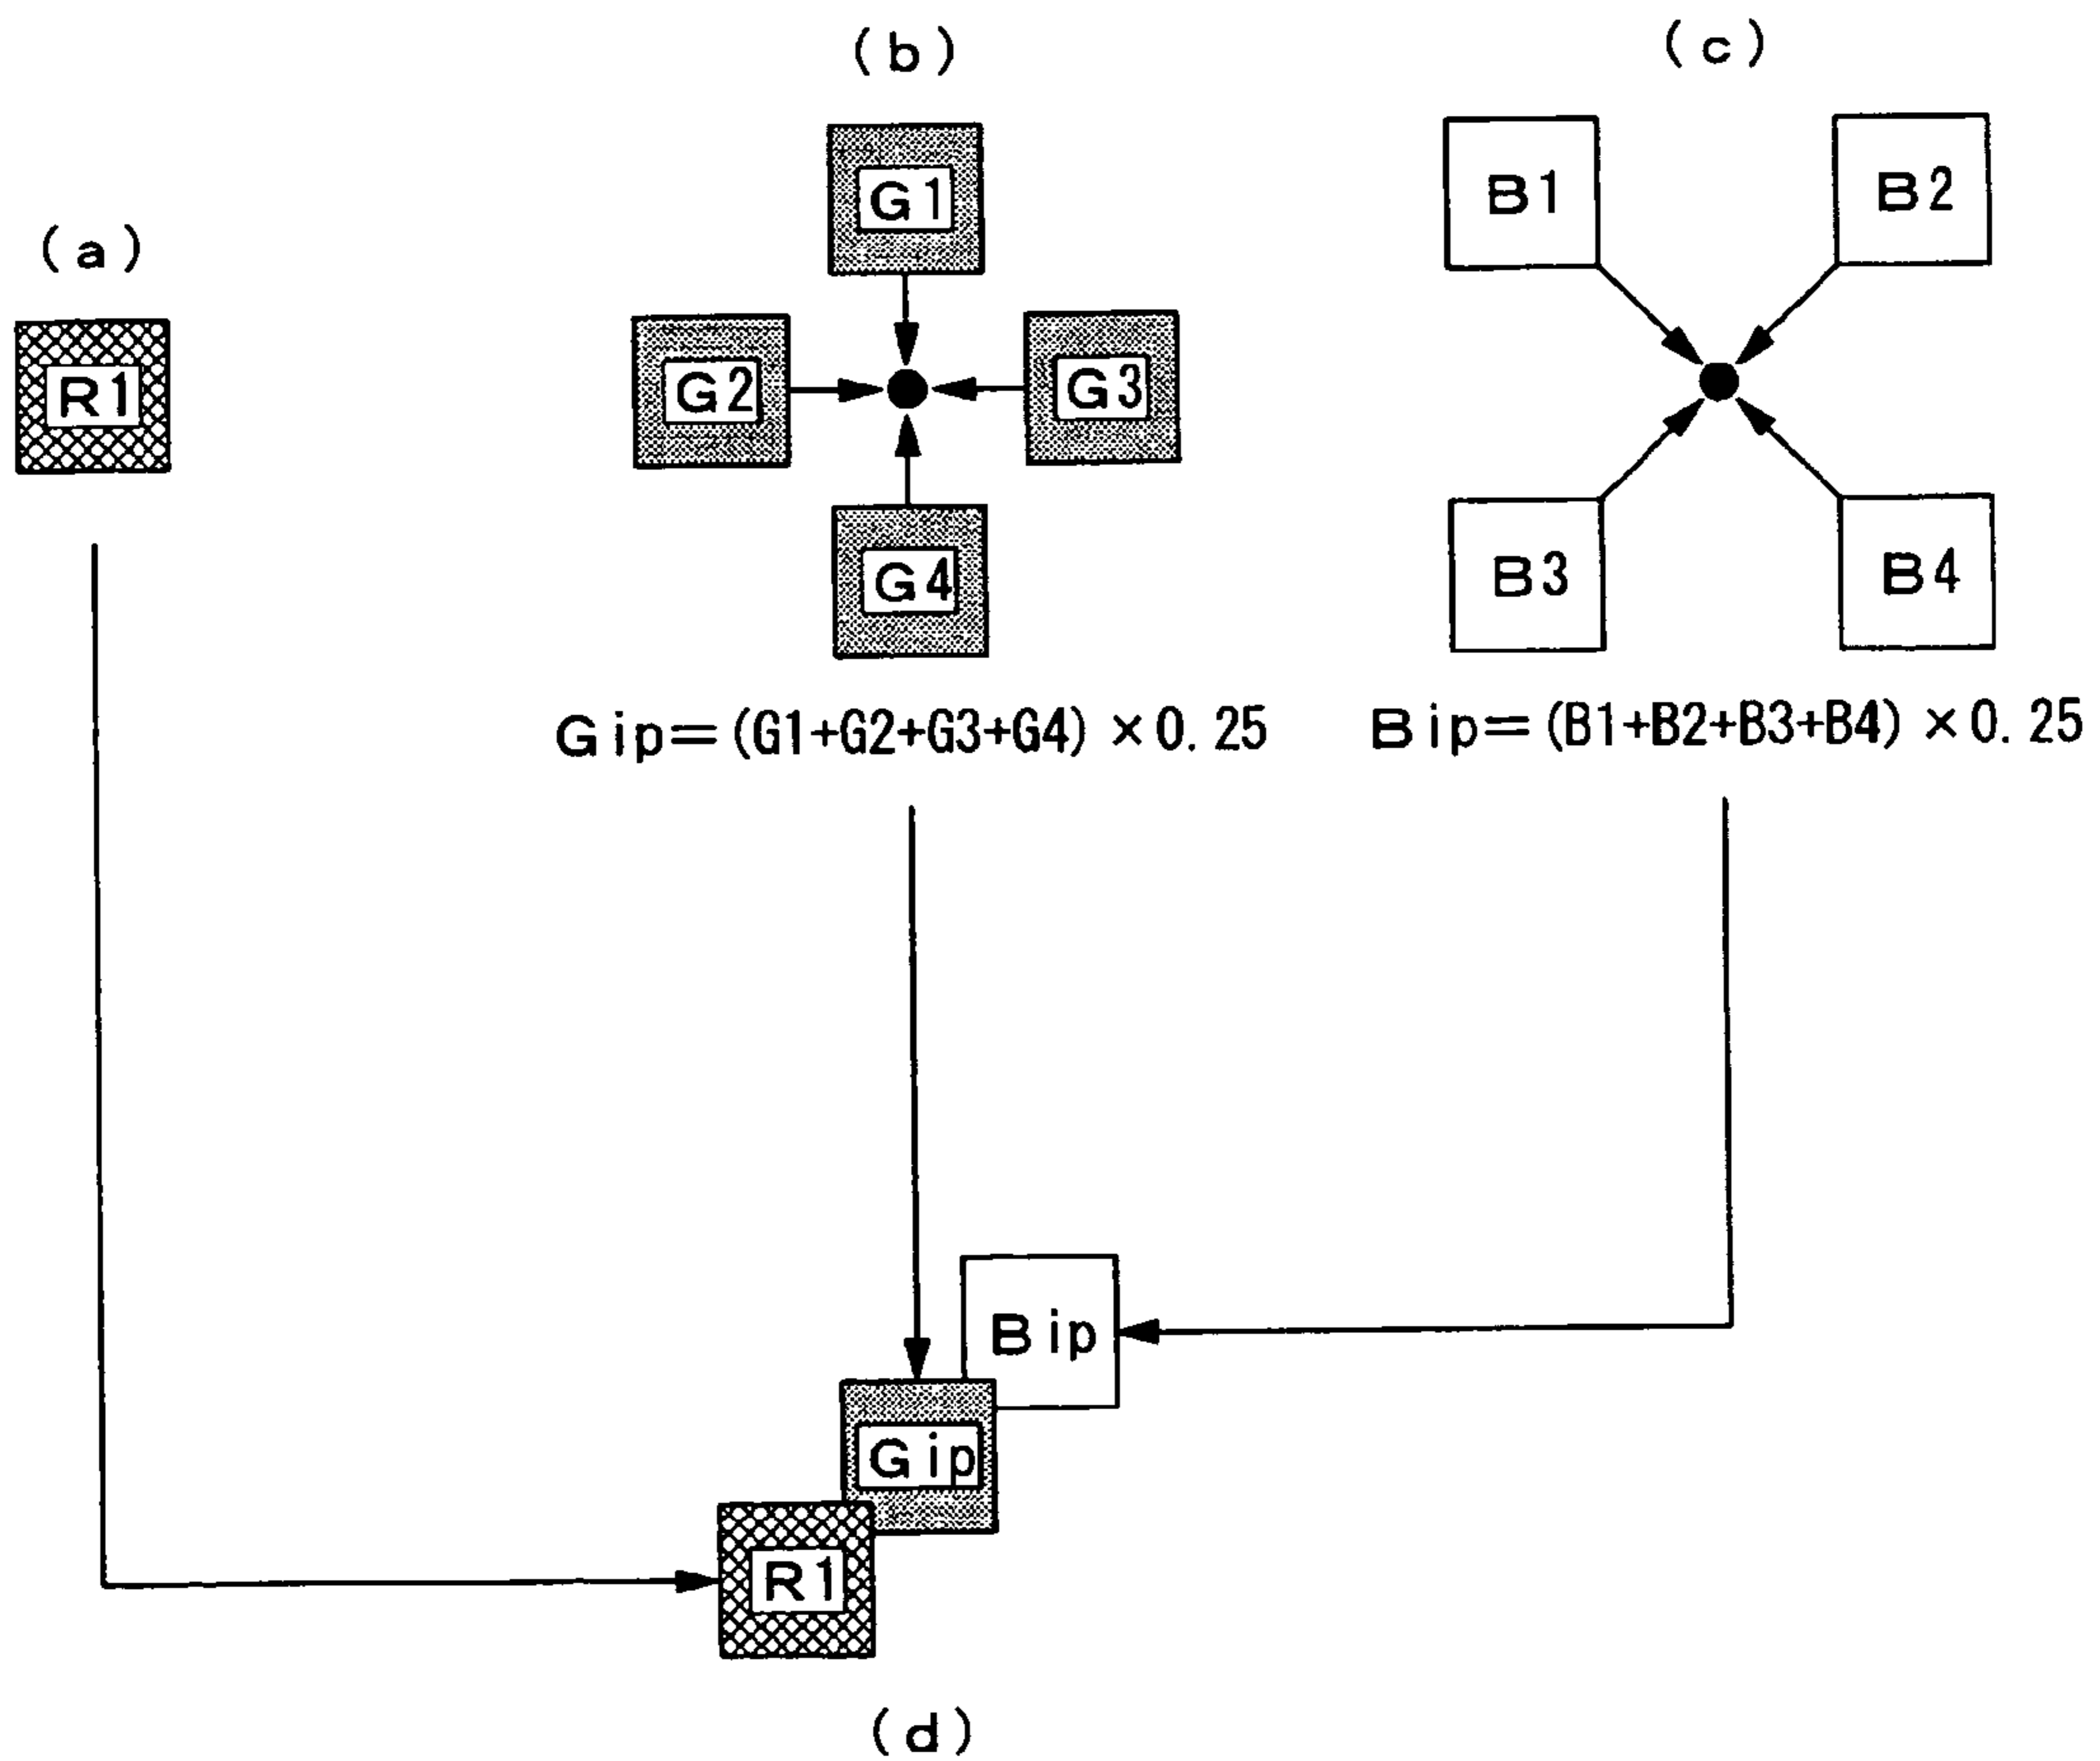 (a)
R1
(b)
G1
G2
G3
G4
Gip=(G1+G2+G3+G4)×0.25
(c)
B1
B2
B3
B4
Bip=(B1+B2+B3+B4)×0.25
Bip
Gip
R1
(d)